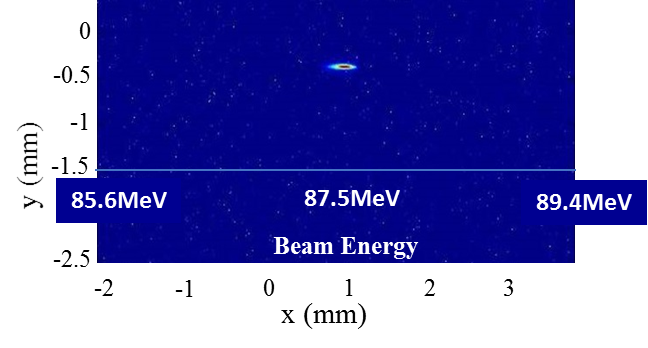 0
-0.5
-1
-1.5
85.6MeV 87.5MeV 89.4MeV
Beam Energy
-2.5
y (mm)
-2 -1 0 1 2 3
x (mm)